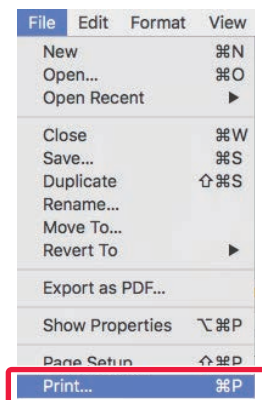 File Edit Format View
New ⌘N
Open... ⌘O
Open Recent ▶
Close ⌘W
Save... ⌘S
Duplicate ⇧⌘S
Rename...
Move To...
Revert To ▶
Export as PDF...
Show Properties ⌥⌘P
Page Setup ⇧⌘P
Print... ⌘P